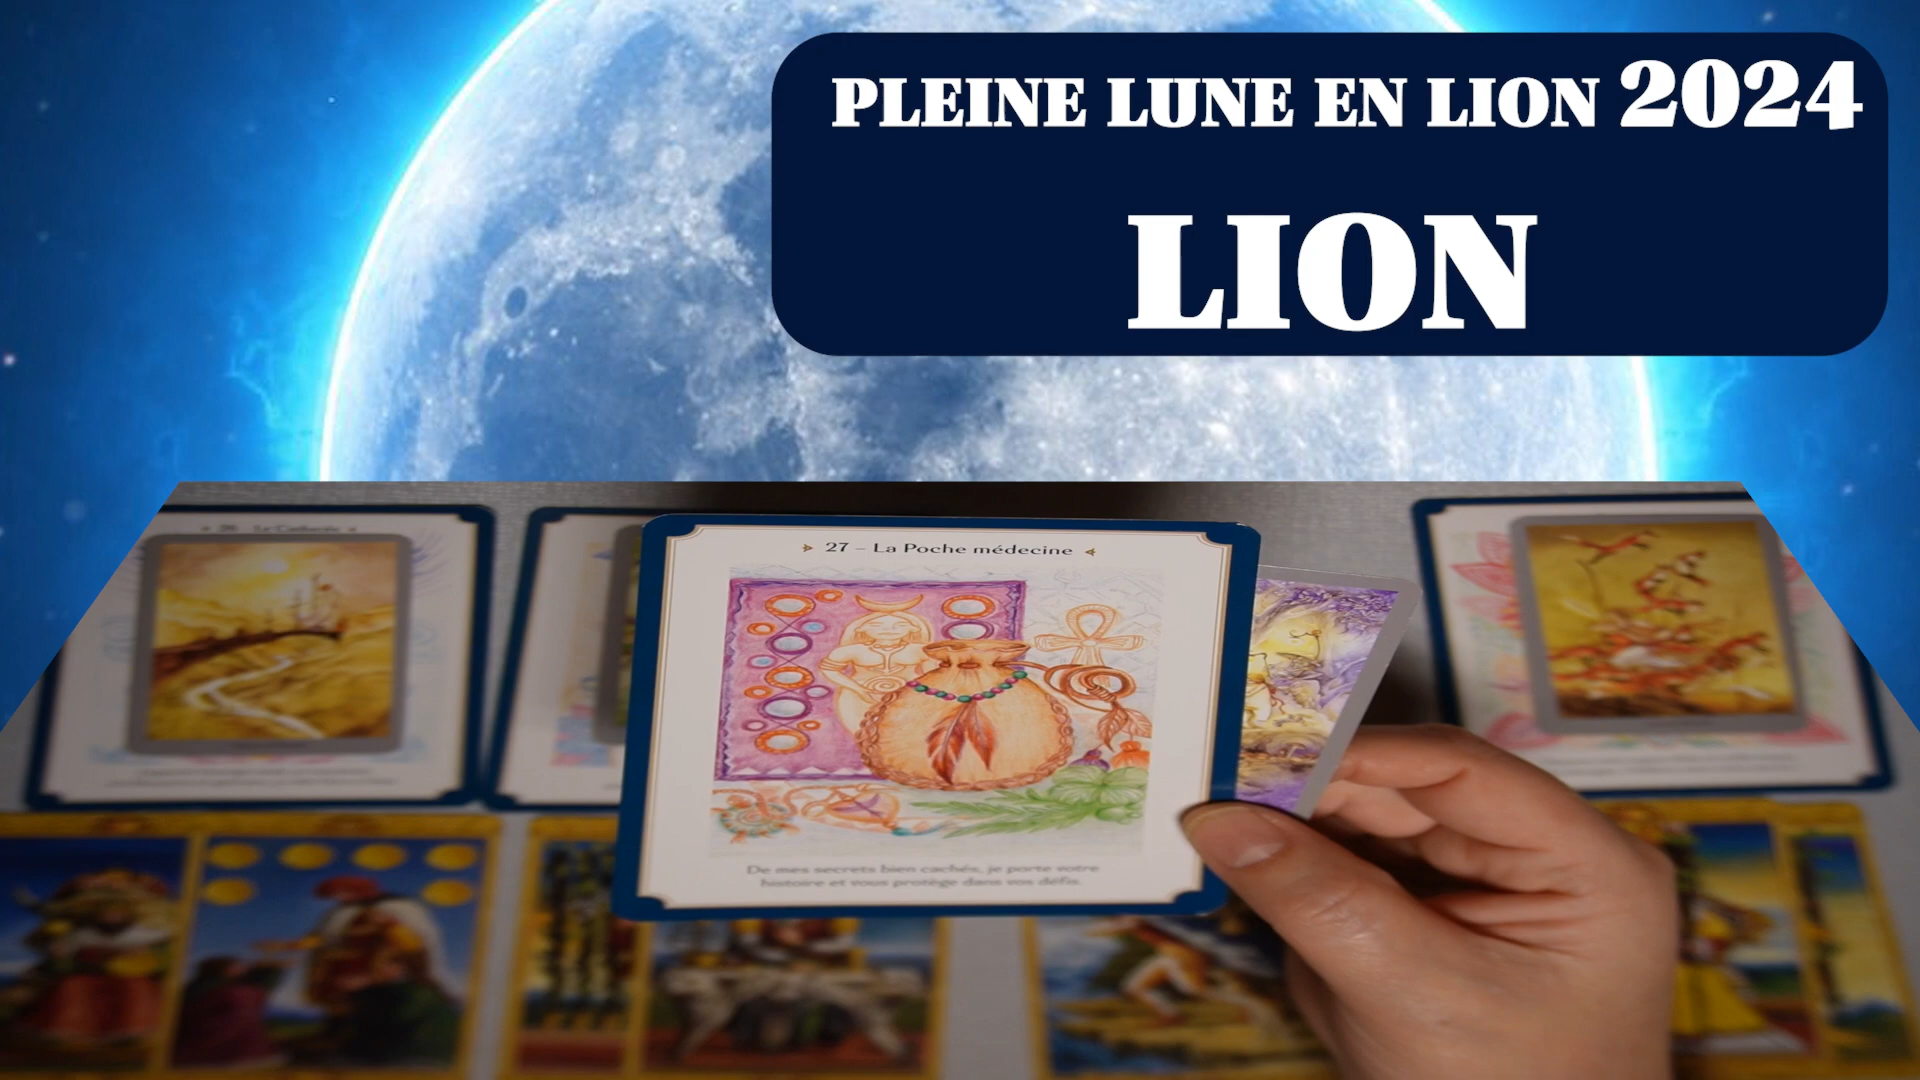 PLEINE LUNE EN LION 2024
LION
27 – La Poche médecine
De mes secrets bien cachés, je porte votre
histoire et vous protège dans vos défis.